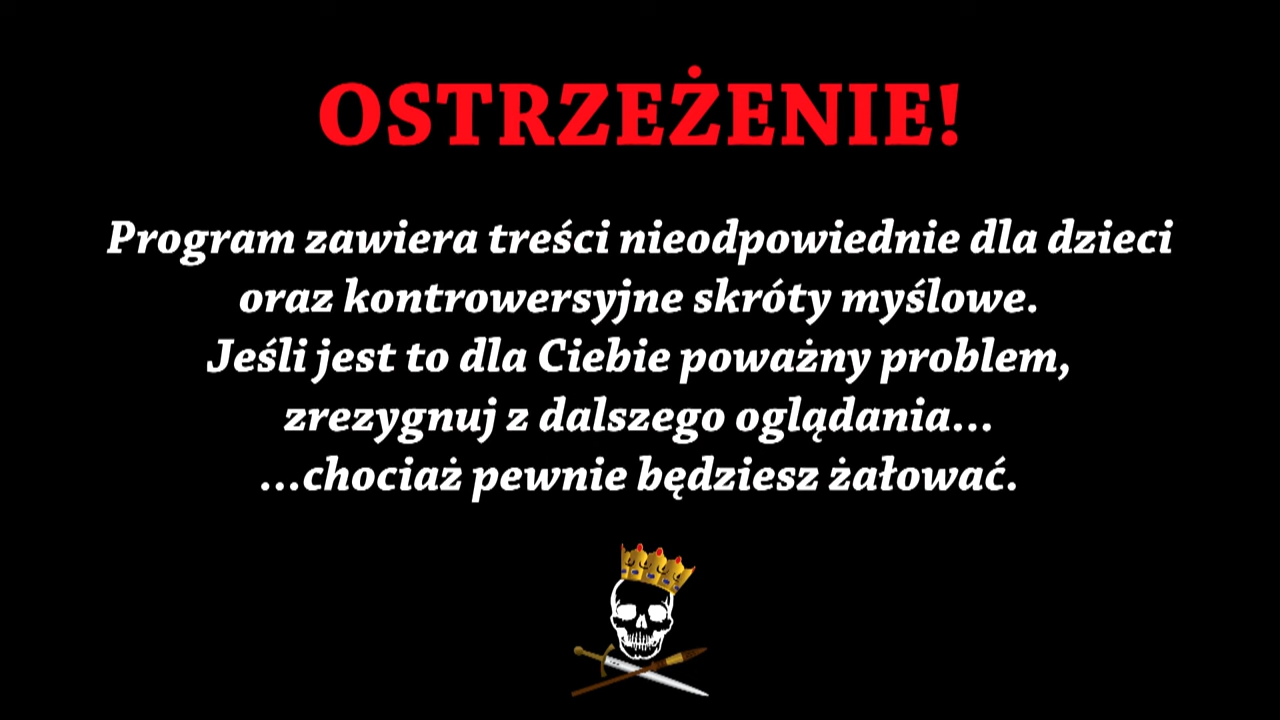 OSTRZEŻENIE!
Program zawiera treści nieodpowiednie dla dzieci
oraz kontrowersyjne skróty myślowe.
Jeśli jest to dla Ciebie poważny problem,
zrezygnuj z dalszego oglądania...
...chociaż pewnie będziesz żałować.